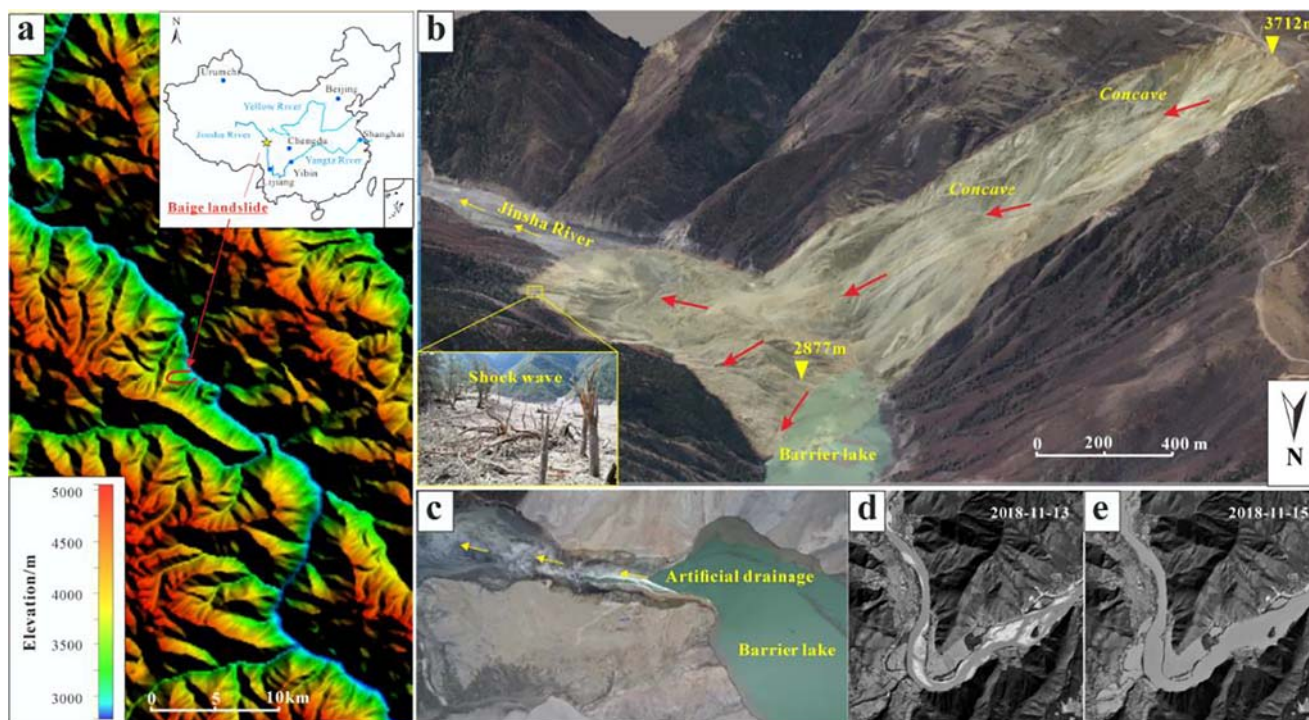 a
N
Urumchi
Beijing
Yellow River
Jinsha River
Chengdu
Shanghai
Yangtz River
Yibin
Lijiang
Baige landslide
Elevation/m
5000
4500
4000
3500
3000
0 5 10km
b
3712m
Concave
Concave
Jinsha River
2877m
Shock wave
Barrier lake
0 200 400 m
N
c
Artificial drainage
Barrier lake
d
2018-11-13
e
2018-11-15